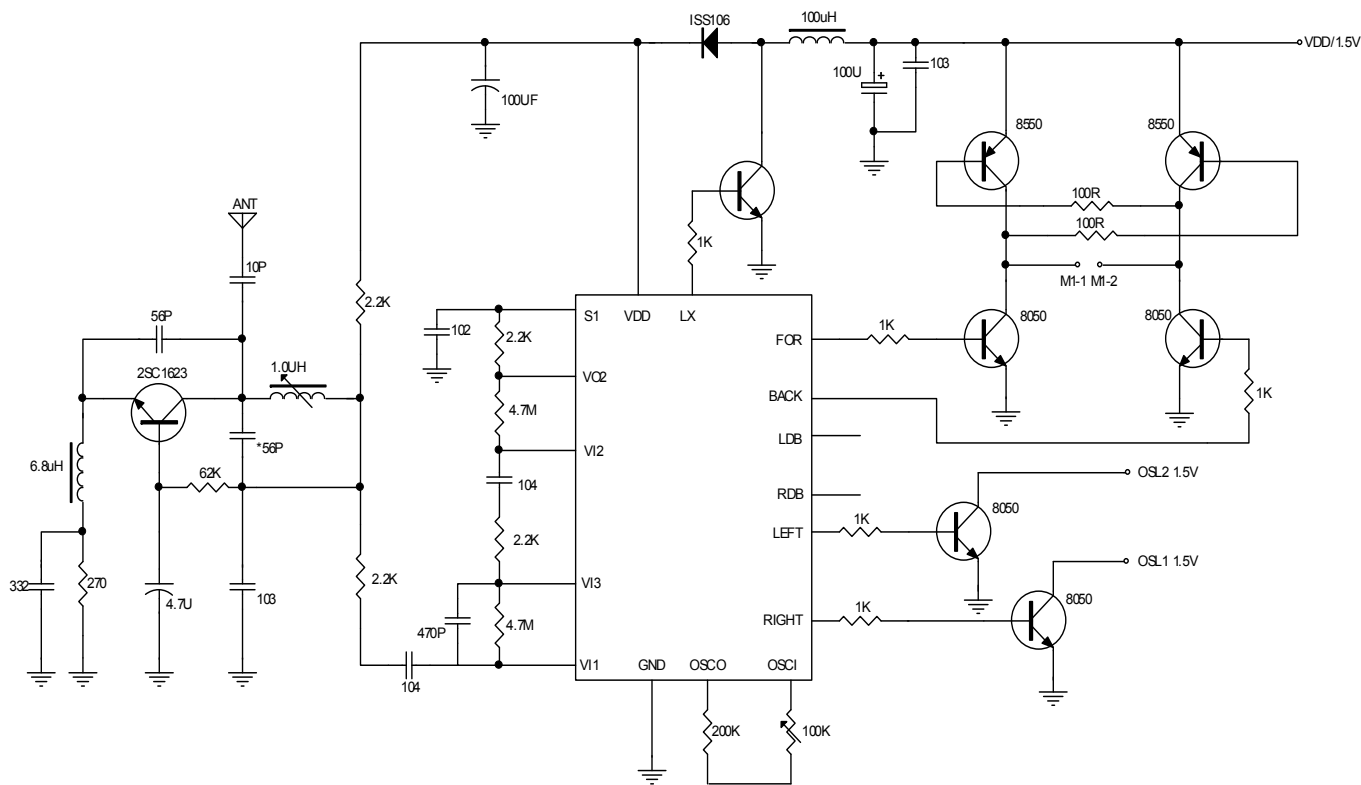 ISS106
100uH
VDD/1.5V
100UF
100U
+
103
8550
8550
ANT
1K
100R
100R
M1-1 M1-2
10P
2.2K
56P
102
S1
VDD
LX
2.2K
FOR
1K
8050
8050
2SC1623
1.0UH
VO2
4.7M
BACK
1K
*56P
VI2
LDB
6.8uH
62K
104
RDB
OSL2 1.5V
2.2K
LEFT
1K
8050
332
270
4.7U
103
2.2K
VI3
OSL1 1.5V
470P
4.7M
RIGHT
1K
8050
104
VI1
GND
OSCO
OSCI
200K
100K